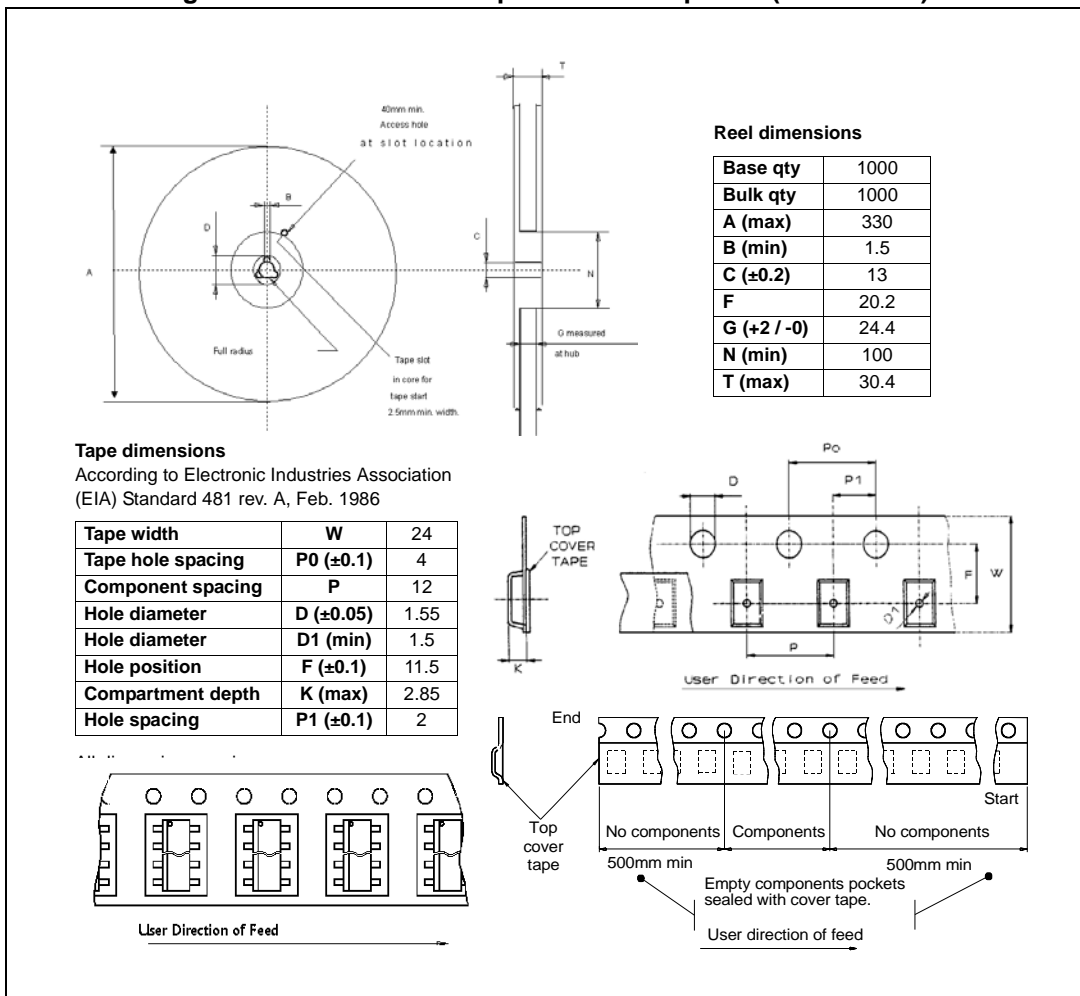 T
40mm min.
Access hole
at slot location
B
D
C
A
N
G measured
at hub
Full radius
Tape slot
in core for
tape start
2.5mm min. width.
Reel dimensions
Base qty 1000
Bulk qty 1000
A (max) 330
B (min) 1.5
C (±0.2) 13
F 20.2
G (+2 / -0) 24.4
N (min) 100
T (max) 30.4
Tape dimensions
According to Electronic Industries Association
(EIA) Standard 481 rev. A, Feb. 1986
Tape width W 24
Tape hole spacing P0 (±0.1) 4
Component spacing P 12
Hole diameter D (±0.05) 1.55
Hole diameter D1 (min) 1.5
Hole position F (±0.1) 11.5
Compartment depth K (max) 2.85
Hole spacing P1 (±0.1) 2
Po
D
P1
TOP
COVER
TAPE
F
W
D1
K
P
User Direction of Feed
End
Start
Top
cover
tape
No components Components No components
500mm min 500mm min
Empty components pockets
sealed with cover tape.
User direction of feed
User Direction of Feed